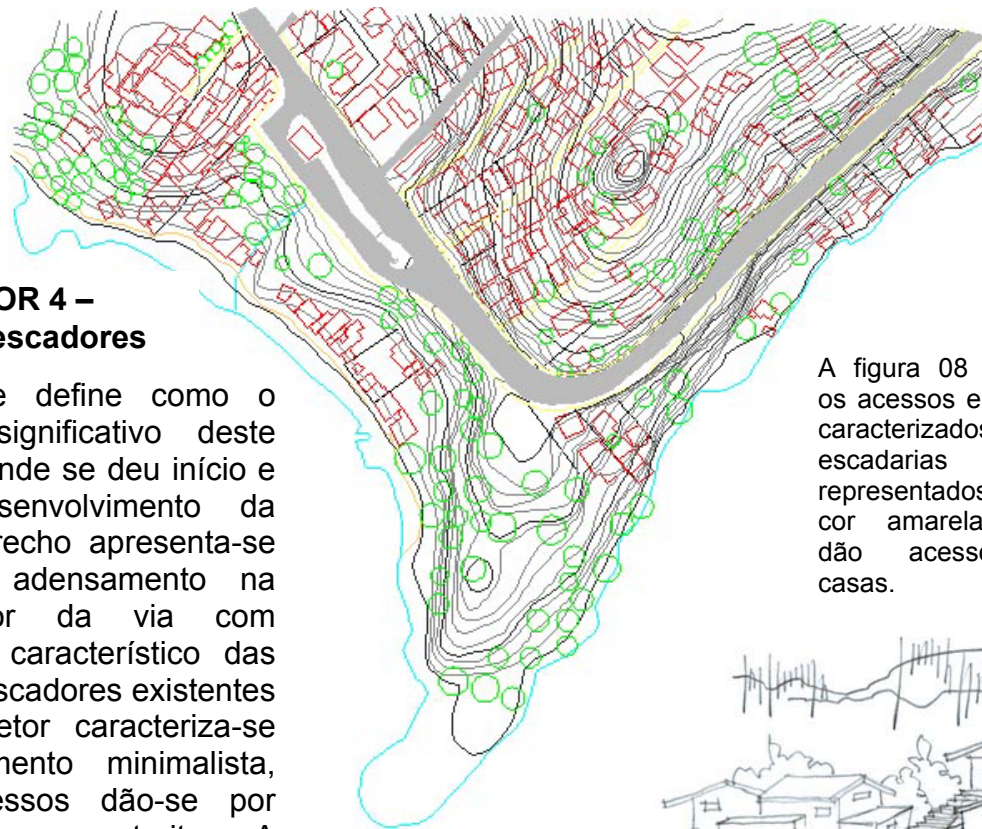 OR 4 –
escadores
e define como o
significativo deste
nde se deu início e
senvolvimento da
recho apresenta-se
adensamento na
or da via com
característico das
scadores existentes
etor caracteriza-se
mento minimalista,
essos dão-se por
A
A figura 08
os acessos e
caracterizados
escadarias
representados
cor amarela
dão acesso
casas.